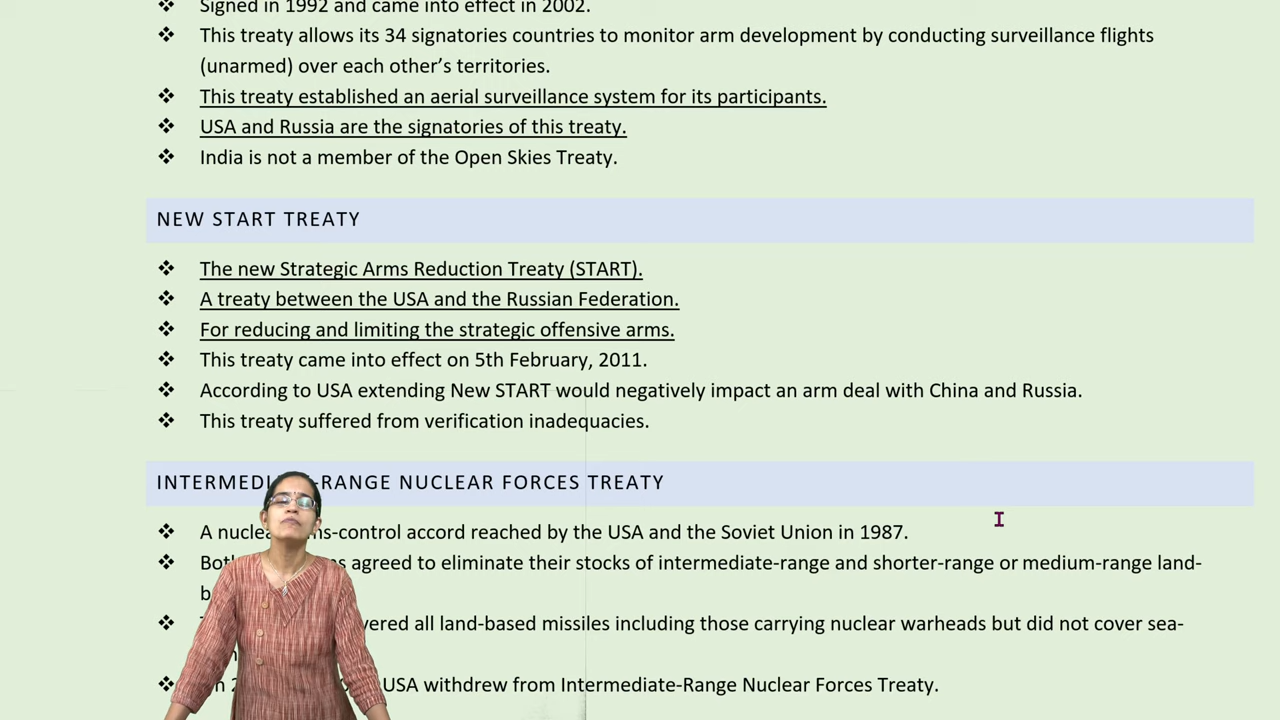 ❖ Signed in 1992 and came into effect in 2002.
❖ This treaty allows its 34 signatories countries to monitor arm development by conducting surveillance flights
(unarmed) over each other’s territories.
❖ This treaty established an aerial surveillance system for its participants.
❖ USA and Russia are the signatories of this treaty.
❖ India is not a member of the Open Skies Treaty.
NEW START TREATY
❖ The new Strategic Arms Reduction Treaty (START).
❖ A treaty between the USA and the Russian Federation.
❖ For reducing and limiting the strategic offensive arms.
❖ This treaty came into effect on 5th February, 2011.
❖ According to USA extending New START would negatively impact an arm deal with China and Russia.
❖ This treaty suffered from verification inadequacies.
-RANGE NUCLEAR FORCES TREATY
❖ A -control accord reached by the USA and the Soviet Union in 1987.
❖ agreed to eliminate their stocks of intermediate-range and shorter-range or medium-range land-
❖ all land-based missiles including those carrying nuclear warheads but did not cover sea-
❖ USA withdrew from Intermediate-Range Nuclear Forces Treaty.